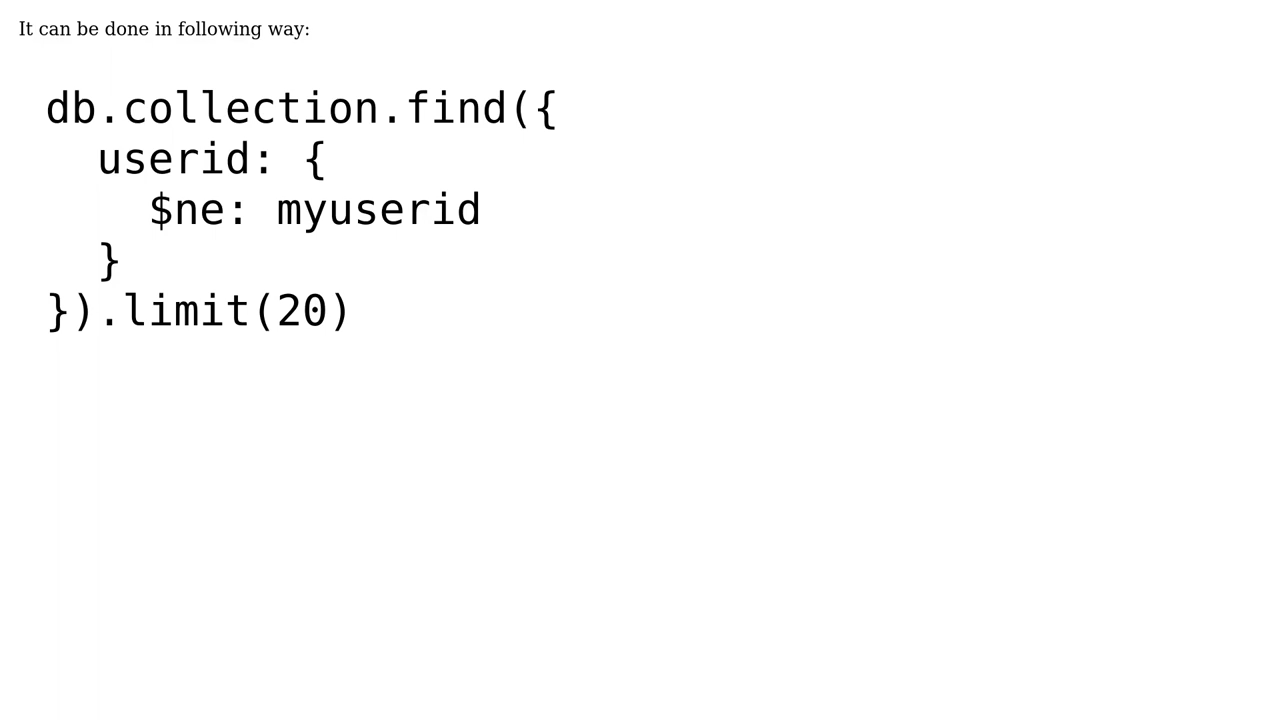 It can be done in following way:
db.collection.find({
  userid: {
    $ne: myuserid
  }
}).limit(20)